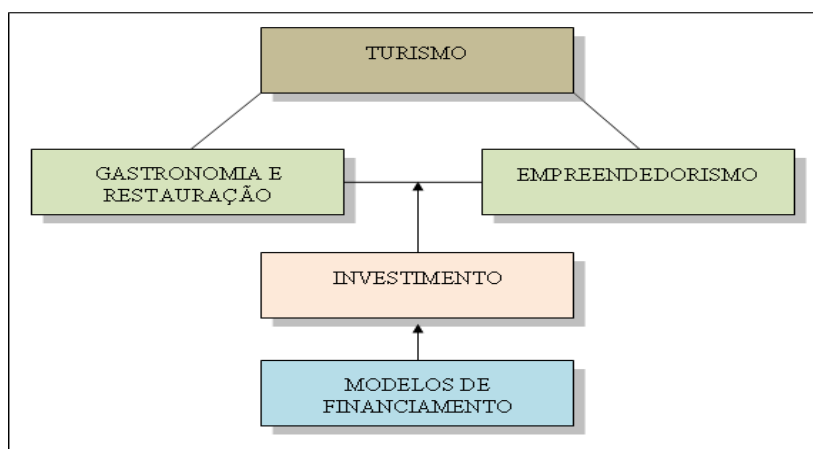 TURISMO
GASTRONOMIA E
RESTAURAÇÃO
EMPREENDEDORISMO
INVESTIMENTO
MODELOS DE
FINANCIAMENTO